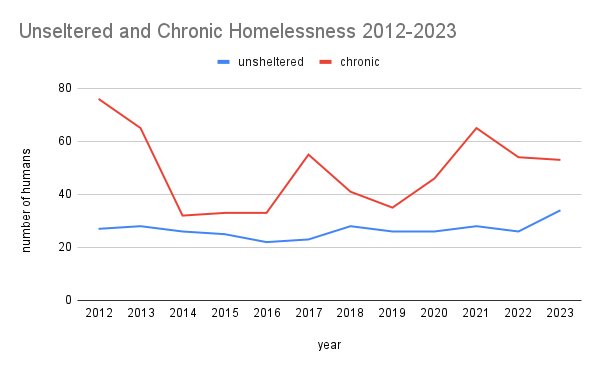 Unseltered and Chronic Homelessness 2012-2023
unsheltered chronic
80
60
40
20
0
number of humans
2012 2013 2014 2015 2016 2017 2018 2019 2020 2021 2022 2023
year